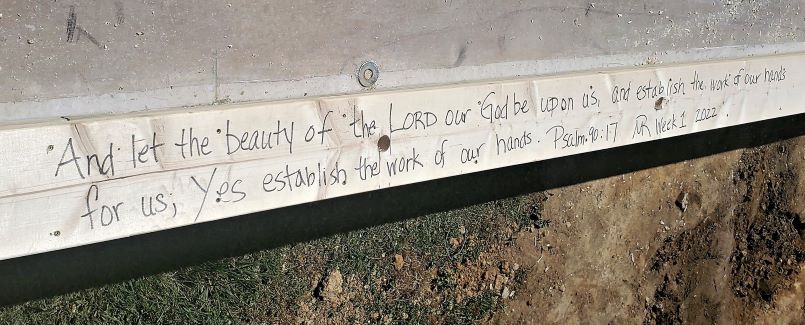 And let the beauty of the LORD our God be upon us, and establish the work of our hands
for us; Yes establish the work of our hands. Psalm. 90:17 AR Week 1 2022